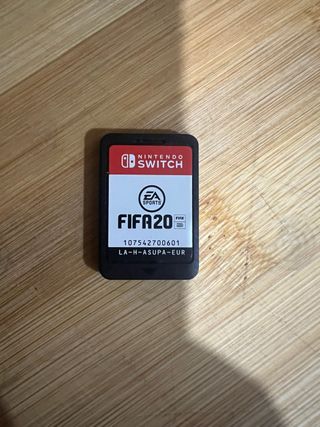 NINTENDO
SWITCH
EA
SPORTS
FIFA20
107542700601
LA-H-ASUPA-EUR